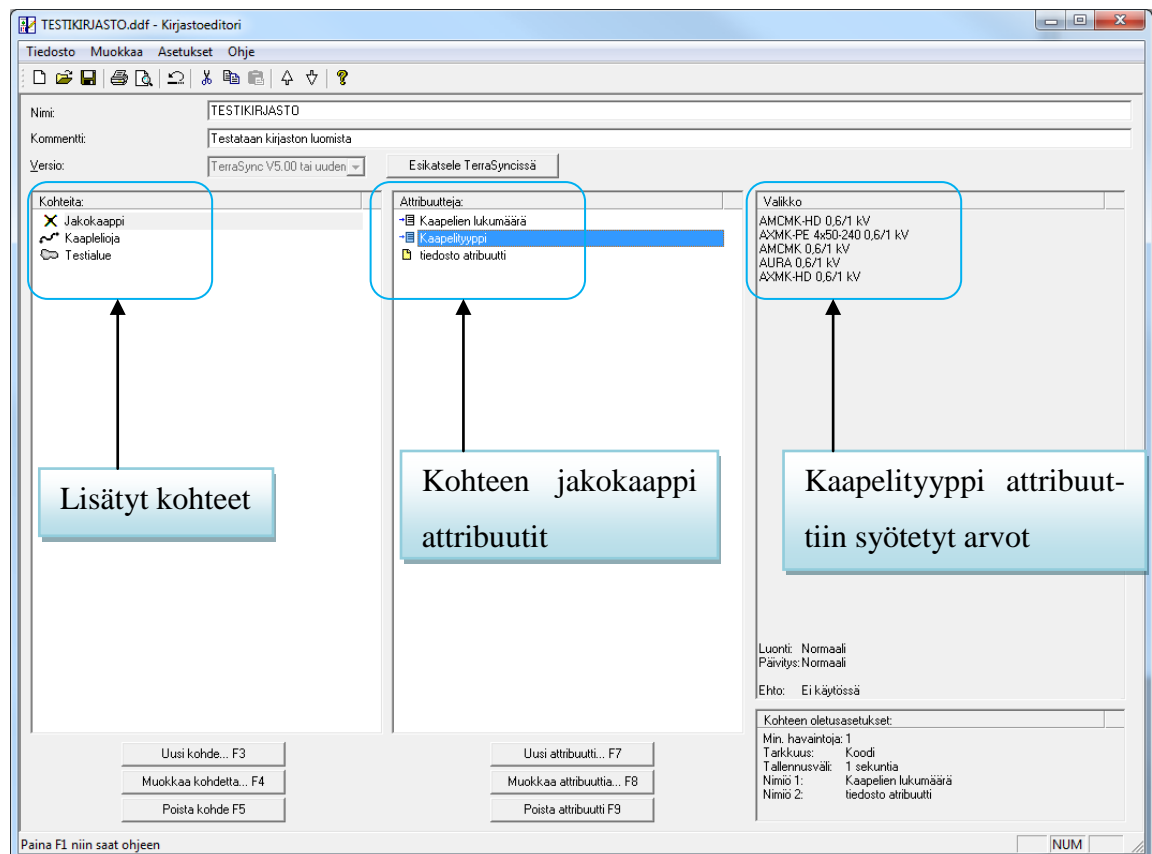 TESTIKIRJASTO.ddf - Kirjastoeditori
Tiedosto Muokkaa Asetukset Ohje
Nimi: TESTIKIRJASTO
Kommentti: Testataan kirjaston luomista
Versio: TerraSync V5.00 tai uuden Esikatsele TerraSyncissä
Kohteita:
Jakokaappi
Kaaplelioja
Testialue
Attribuutteja:
Kaapelien lukumäärä
Kaapelityyppi
tiedosto atribuutti
Valikko
AMCMK-HD 0,6/1 kV
AXMK-PE 4x50-240 0,6/1 kV
AMCMK 0,6/1 kV
AURA 0,6/1 kV
AXMK-HD 0,6/1 kV
Lisätyt kohteet
Kohteen jakokaappi
attribuutit
Kaapelityyppi attribuut-
tiin syötetyt arvot
Luonti: Normaali
Päivitys: Normaali
Ehto: Ei käytössä
Kohteen oletusasetukset:
Min. havaintoja: 1
Tarkkuus: Koodi
Tallennusväli: 1 sekuntia
Nimiö 1: Kaapelien lukumäärä
Nimiö 2: tiedosto atribuutti
Uusi kohde... F3
Muokkaa kohdetta... F4
Poista kohde F5
Uusi attribuutti... F7
Muokkaa attribuuttia... F8
Poista attribuutti F9
Paina F1 niin saat ohjeen NUM